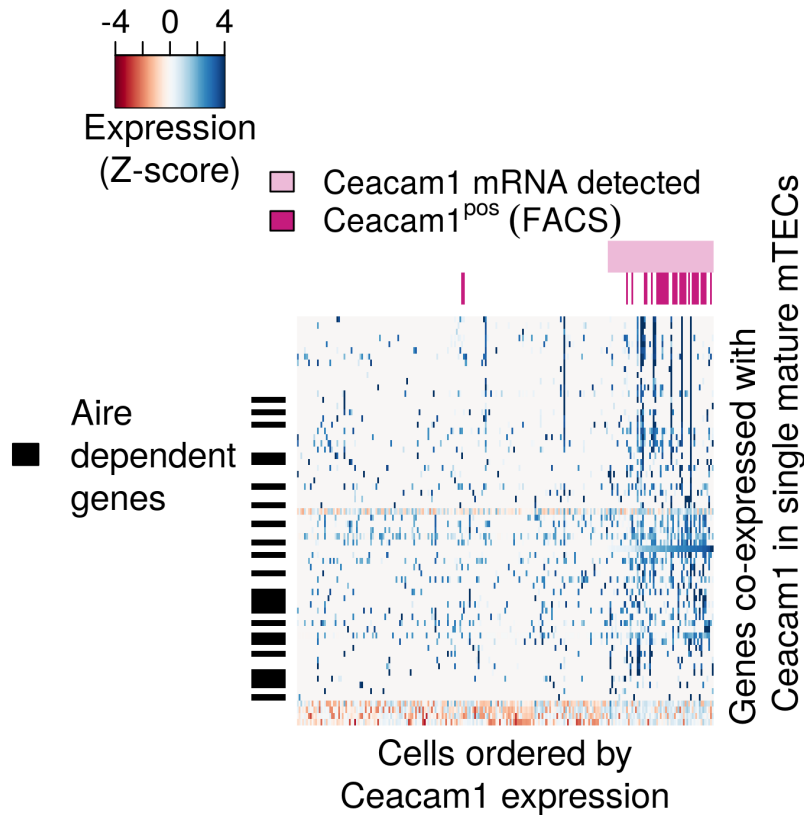 -4 0 4
Expression
(Z-score)
Ceacam1 mRNA detected
Ceacam1pos (FACS)
Aire
dependent
genes
Genes co-expressed with
Ceacam1 in single mature mTECs
Cells ordered by
Ceacam1 expression